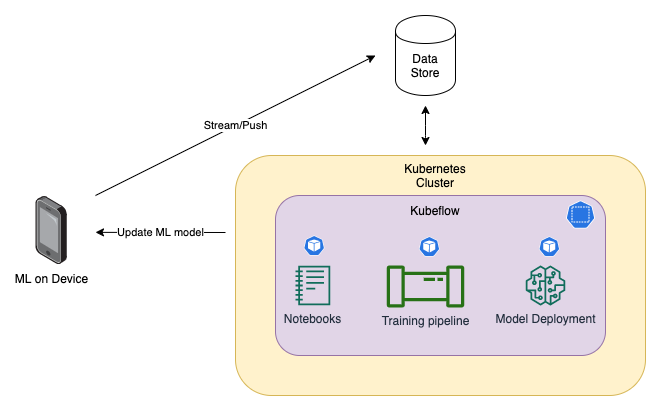 Data
Store
Stream/Push
Kubernetes
Cluster
Kubeflow
Update ML model
ML on Device
Notebooks
Training pipeline
Model Deployment